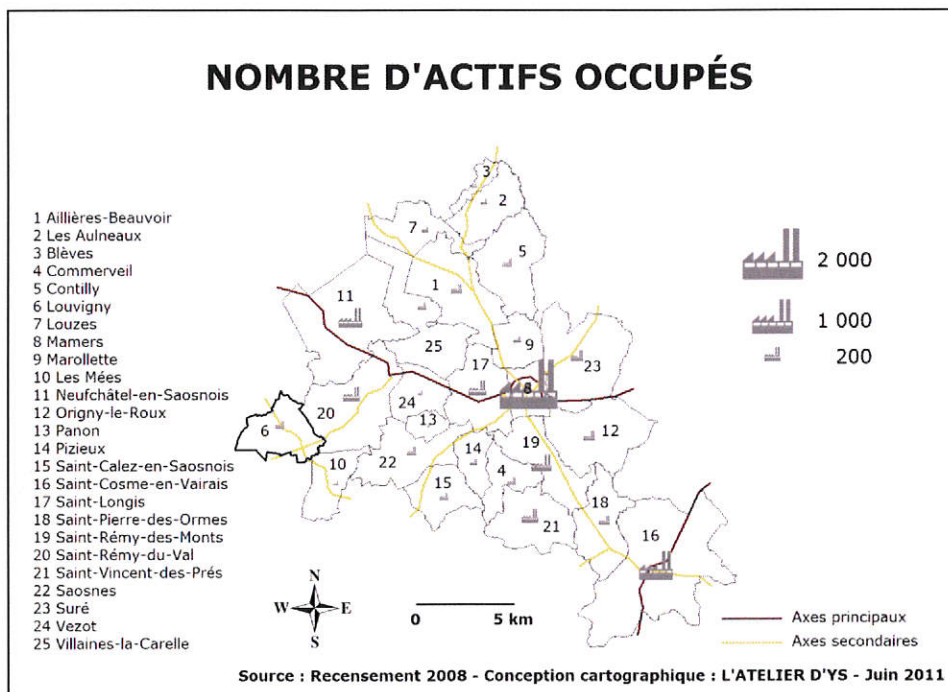 NOMBRE D'ACTIFS OCCUPÉS
1 Aillières-Beauvoir
2 Les Aulneaux
3 Blèves
4 Commerveil
5 Contilly
6 Louvigny
7 Louzes
8 Mamers
9 Marollette
10 Les Mées
11 Neufchâtel-en-Saosnois
12 Origny-le-Roux
13 Panon
14 Pizieux
15 Saint-Calez-en-Saosnois
16 Saint-Cosme-en-Vairais
17 Saint-Longis
18 Saint-Pierre-des-Ormes
19 Saint-Rémy-des-Monts
20 Saint-Rémy-du-Val
21 Saint-Vincent-des-Prés
22 Saosnes
23 Suré
24 Vezot
25 Villaines-la-Carelle
3
2
7
5
1
11
9
25
17
23
8
20
24
13
6
12
19
10
22
14
4
15
18
21
16
2 000
1 000
200
N
W E
S
0 5 km
Axes principaux
Axes secondaires
Source : Recensement 2008 - Conception cartographique : L'ATELIER D'YS - Juin 2011